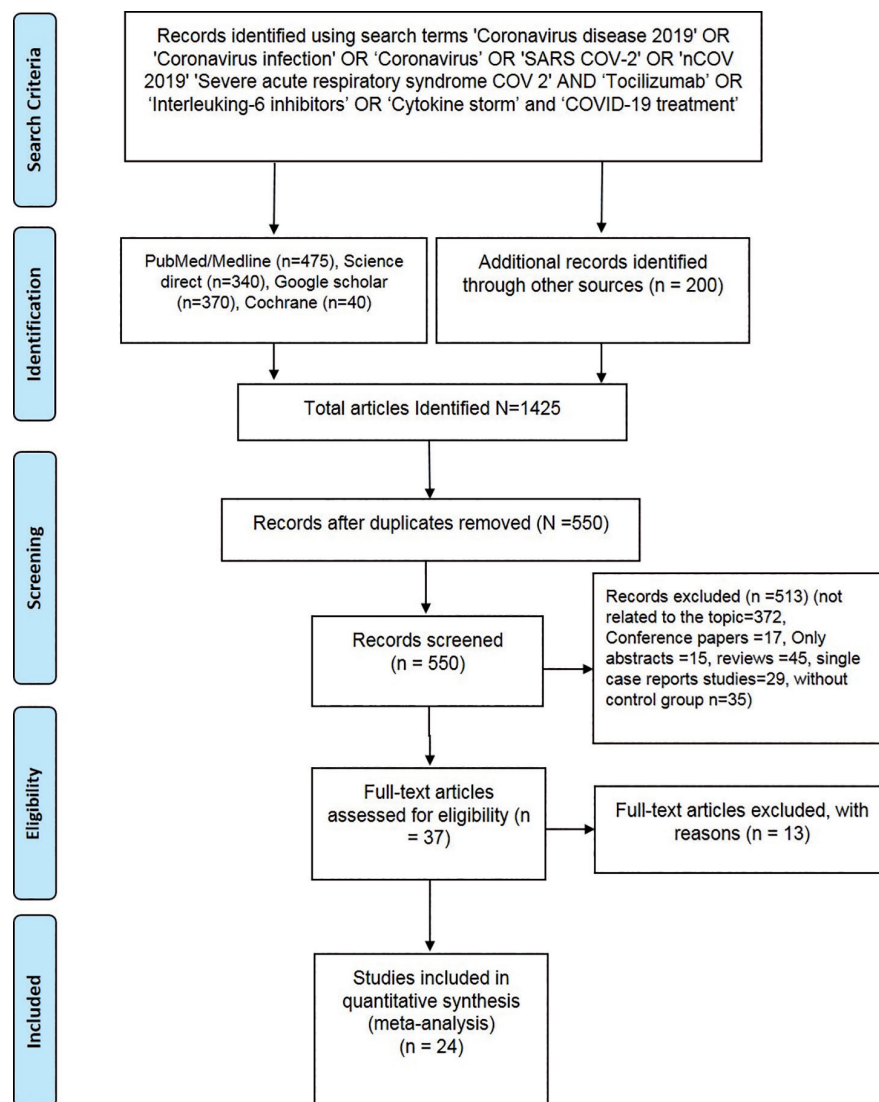 Search Criteria
Records identified using search terms 'Coronavirus disease 2019' OR
'Coronavirus infection' OR ‘Coronavirus’ OR 'SARS COV-2' OR 'nCOV
2019' 'Severe acute respiratory syndrome COV 2' AND ‘Tocilizumab’ OR
‘Interleuking-6 inhibitors’ OR ‘Cytokine storm’ and ‘COVID-19 treatment’
Identification
PubMed/Medline (n=475), Science
direct (n=340), Google scholar
(n=370), Cochrane (n=40)
Additional records identified
through other sources (n = 200)
Total articles Identified N=1425
Screening
Records after duplicates removed (N =550)
Records screened
(n = 550)
Records excluded (n =513) (not
related to the topic=372,
Conference papers =17, Only
abstracts =15, reviews =45, single
case reports studies=29, without
control group n=35)
Eligibility
Full-text articles
assessed for eligibility (n
= 37)
Full-text articles excluded, with
reasons (n = 13)
Included
Studies included in
quantitative synthesis
(meta-analysis)
(n = 24)